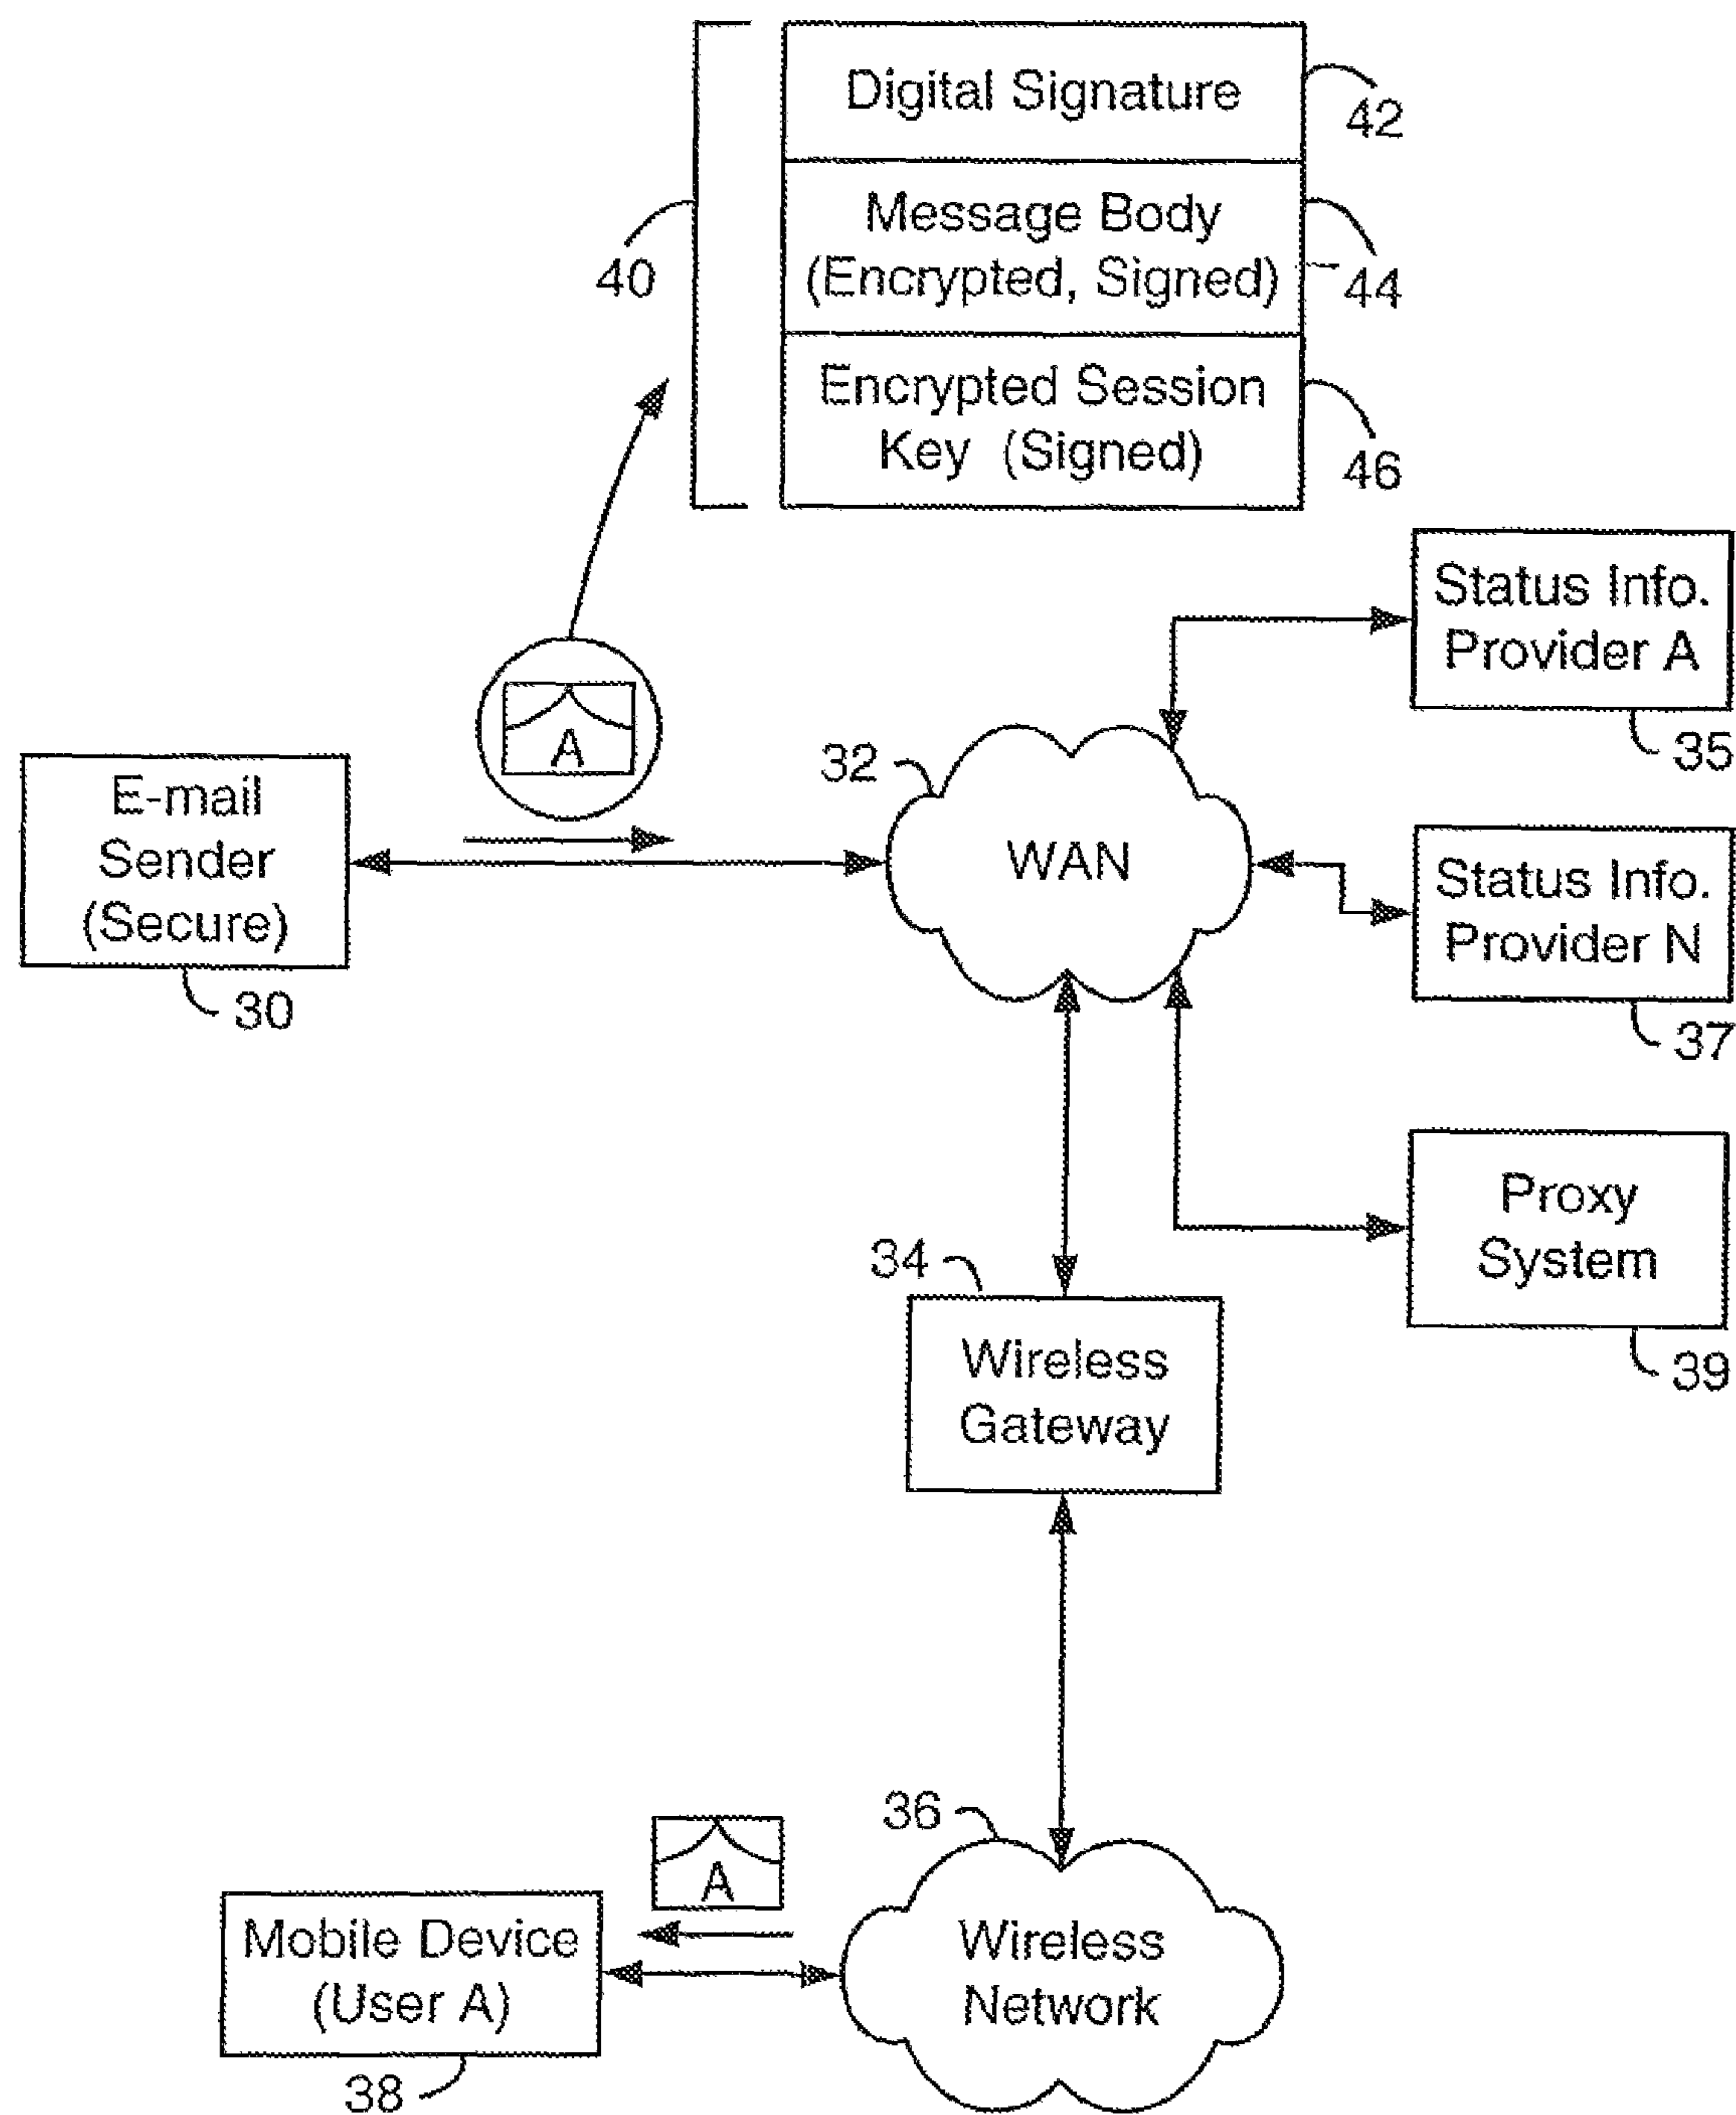 Digital Signature
42
Message Body
(Encrypted, Signed)
44
40
Encrypted Session
Key (Signed)
46
Status Info.
Provider A
35
A
32
E-mail
Sender
(Secure)
30
WAN
Status Info.
Provider N
37
Proxy
System
39
34
Wireless
Gateway
36
A
Mobile Device
(User A)
38
Wireless
Network